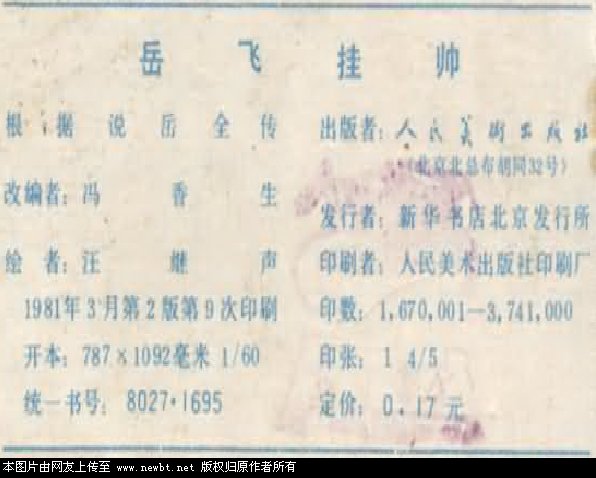 岳飞挂帅
根据说岳全传
改编者：冯香生
绘者：汪继声
1981年3月第2版第9次印刷
开本：787×1092毫米 1/60
统一书号：8027·1695
出版者：人民美术出版社
（北京北总布胡同32号）
发行者：新华书店北京发行所
印刷者：人民美术出版社印刷厂
印数：1,670,001—3,741,000
印张：1 4/5
定价：0.17元
本图片由网友上传至 www.newbt.net 版权归原作者所有